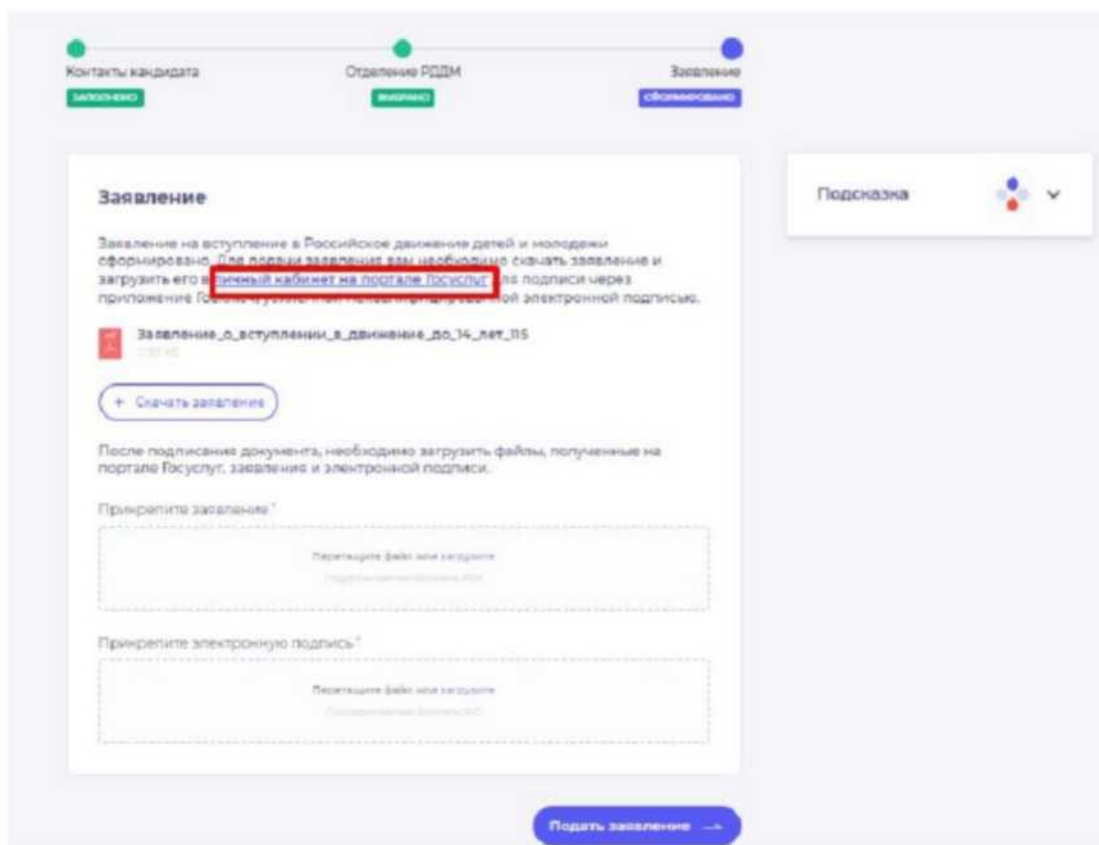 Контакты кандидата
Отделение РДДМ
Заявление
ЗАПОЛНЕНО
ВЫБРАНО
СФОРМИРОВАНО
Заявление
Подсказка
Заявление на вступление в Российское движение детей и молодежи
сформировано. Для подачи заявления вам необходимо скачать заявление и
загрузить его в личный кабинет на портале Госуслуг для подписи через
приложение электронной подписью.
Заявление_о_вступлении_в_движение_до_14_лет_115
+ Скачать заявление
После подписания документа, необходимо загрузить файлы, полученные на
портале Госуслуг, заявления и электронной подписи.
Прикрепите заявление*
Перетащите файл или загрузите
Прикрепите электронную подпись*
Перетащите файл или загрузите
Подать заявление